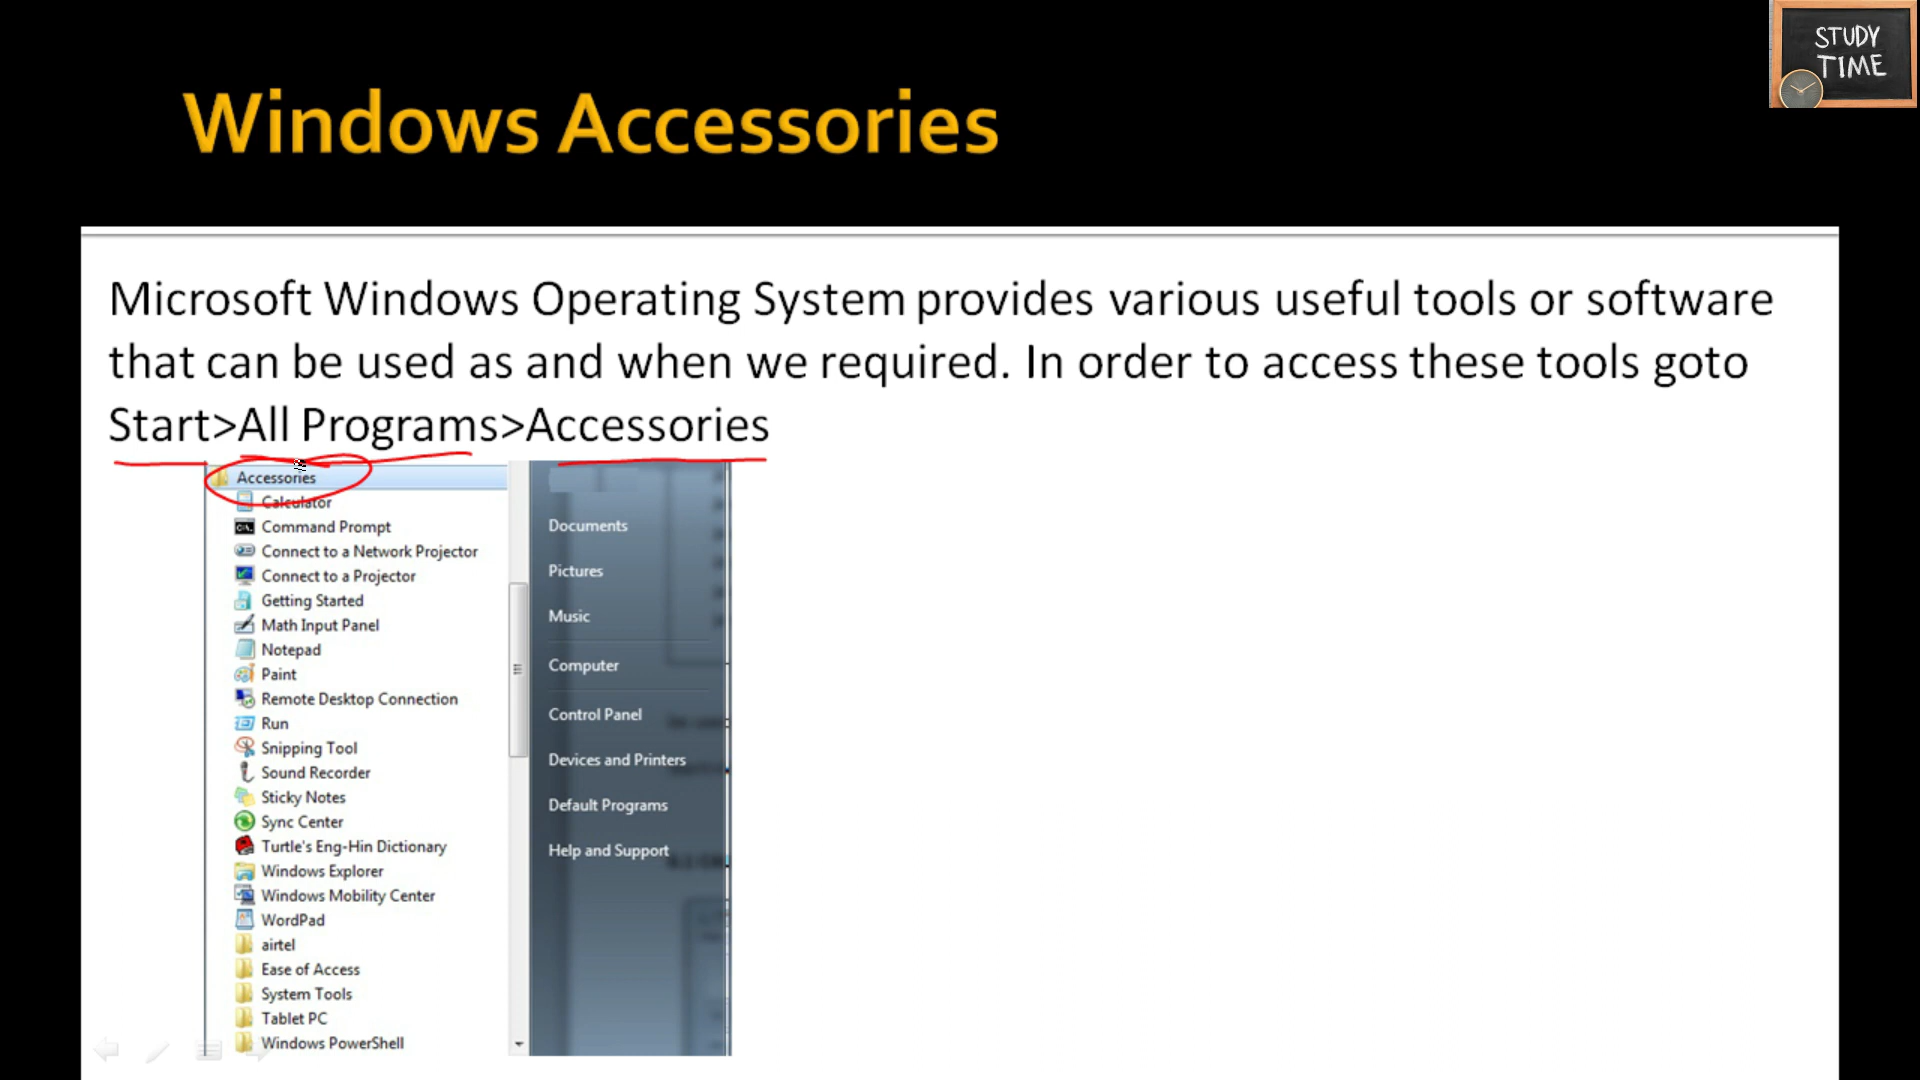 STUDY
TIME
Windows Accessories
Microsoft Windows Operating System provides various useful tools or software
that can be used as and when we required. In order to access these tools goto
Start>All Programs>Accessories
Accessories
Calculator
Command Prompt
Connect to a Network Projector
Connect to a Projector
Getting Started
Math Input Panel
Notepad
Paint
Remote Desktop Connection
Run
Snipping Tool
Sound Recorder
Sticky Notes
Sync Center
Turtle's Eng-Hin Dictionary
Windows Explorer
Windows Mobility Center
WordPad
airtel
Ease of Access
System Tools
Tablet PC
Windows PowerShell
Documents
Pictures
Music
Computer
Control Panel
Devices and Printers
Default Programs
Help and Support